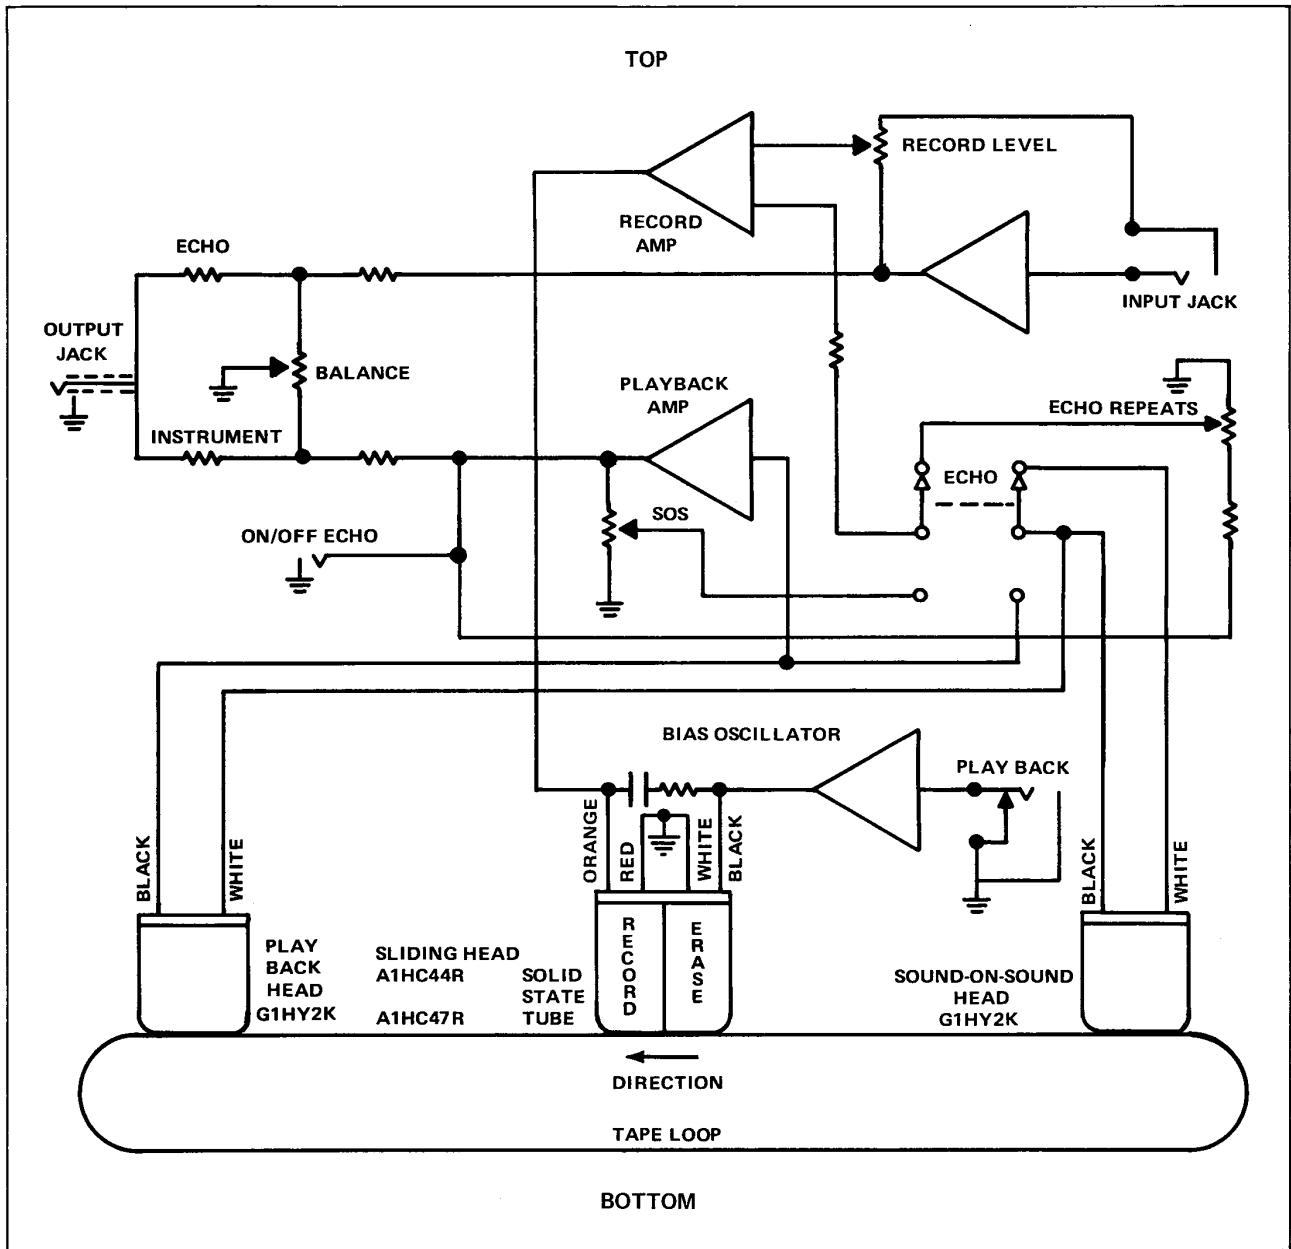 TOP
RECORD LEVEL
RECORD
AMP
ECHO
INPUT JACK
OUTPUT
JACK
BALANCE
PLAYBACK
AMP
ECHO REPEATS
INSTRUMENT
ECHO
SOS
ON/OFF ECHO
BIAS OSCILLATOR
PLAY BACK
BLACK
WHITE
ORANGE
RED
WHITE
BLACK
BLACK
WHITE
PLAY
BACK
HEAD
G1HY2K
SLIDING HEAD
A1HC44R
A1HC47R
SOLID
STATE
TUBE
RECORD
ERASE
SOUND-ON-SOUND
HEAD
G1HY2K
DIRECTION
TAPE LOOP
BOTTOM